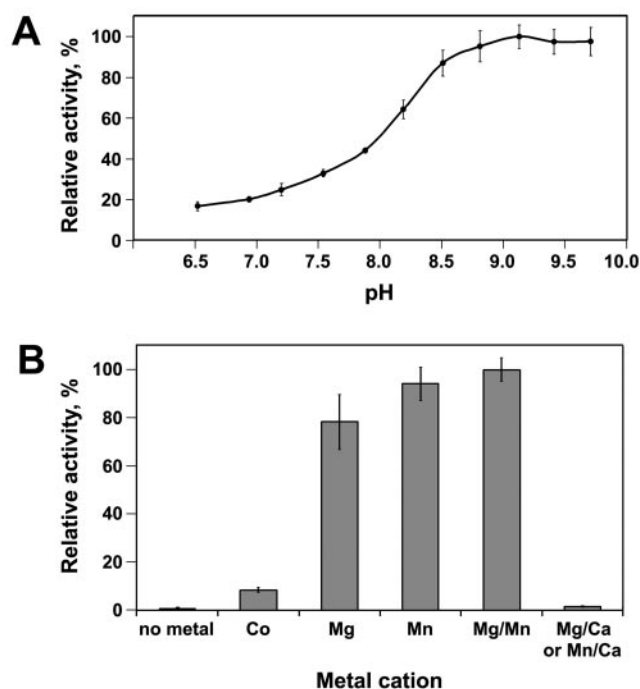 A
Relative activity, %
100
80
60
40
20
0
6.5 7.0 7.5 8.0 8.5 9.0 9.5 10.0
pH
B
Relative activity, %
100
80
60
40
20
0
no metal Co Mg Mn Mg/Mn Mg/Ca
or Mn/Ca
Metal cation